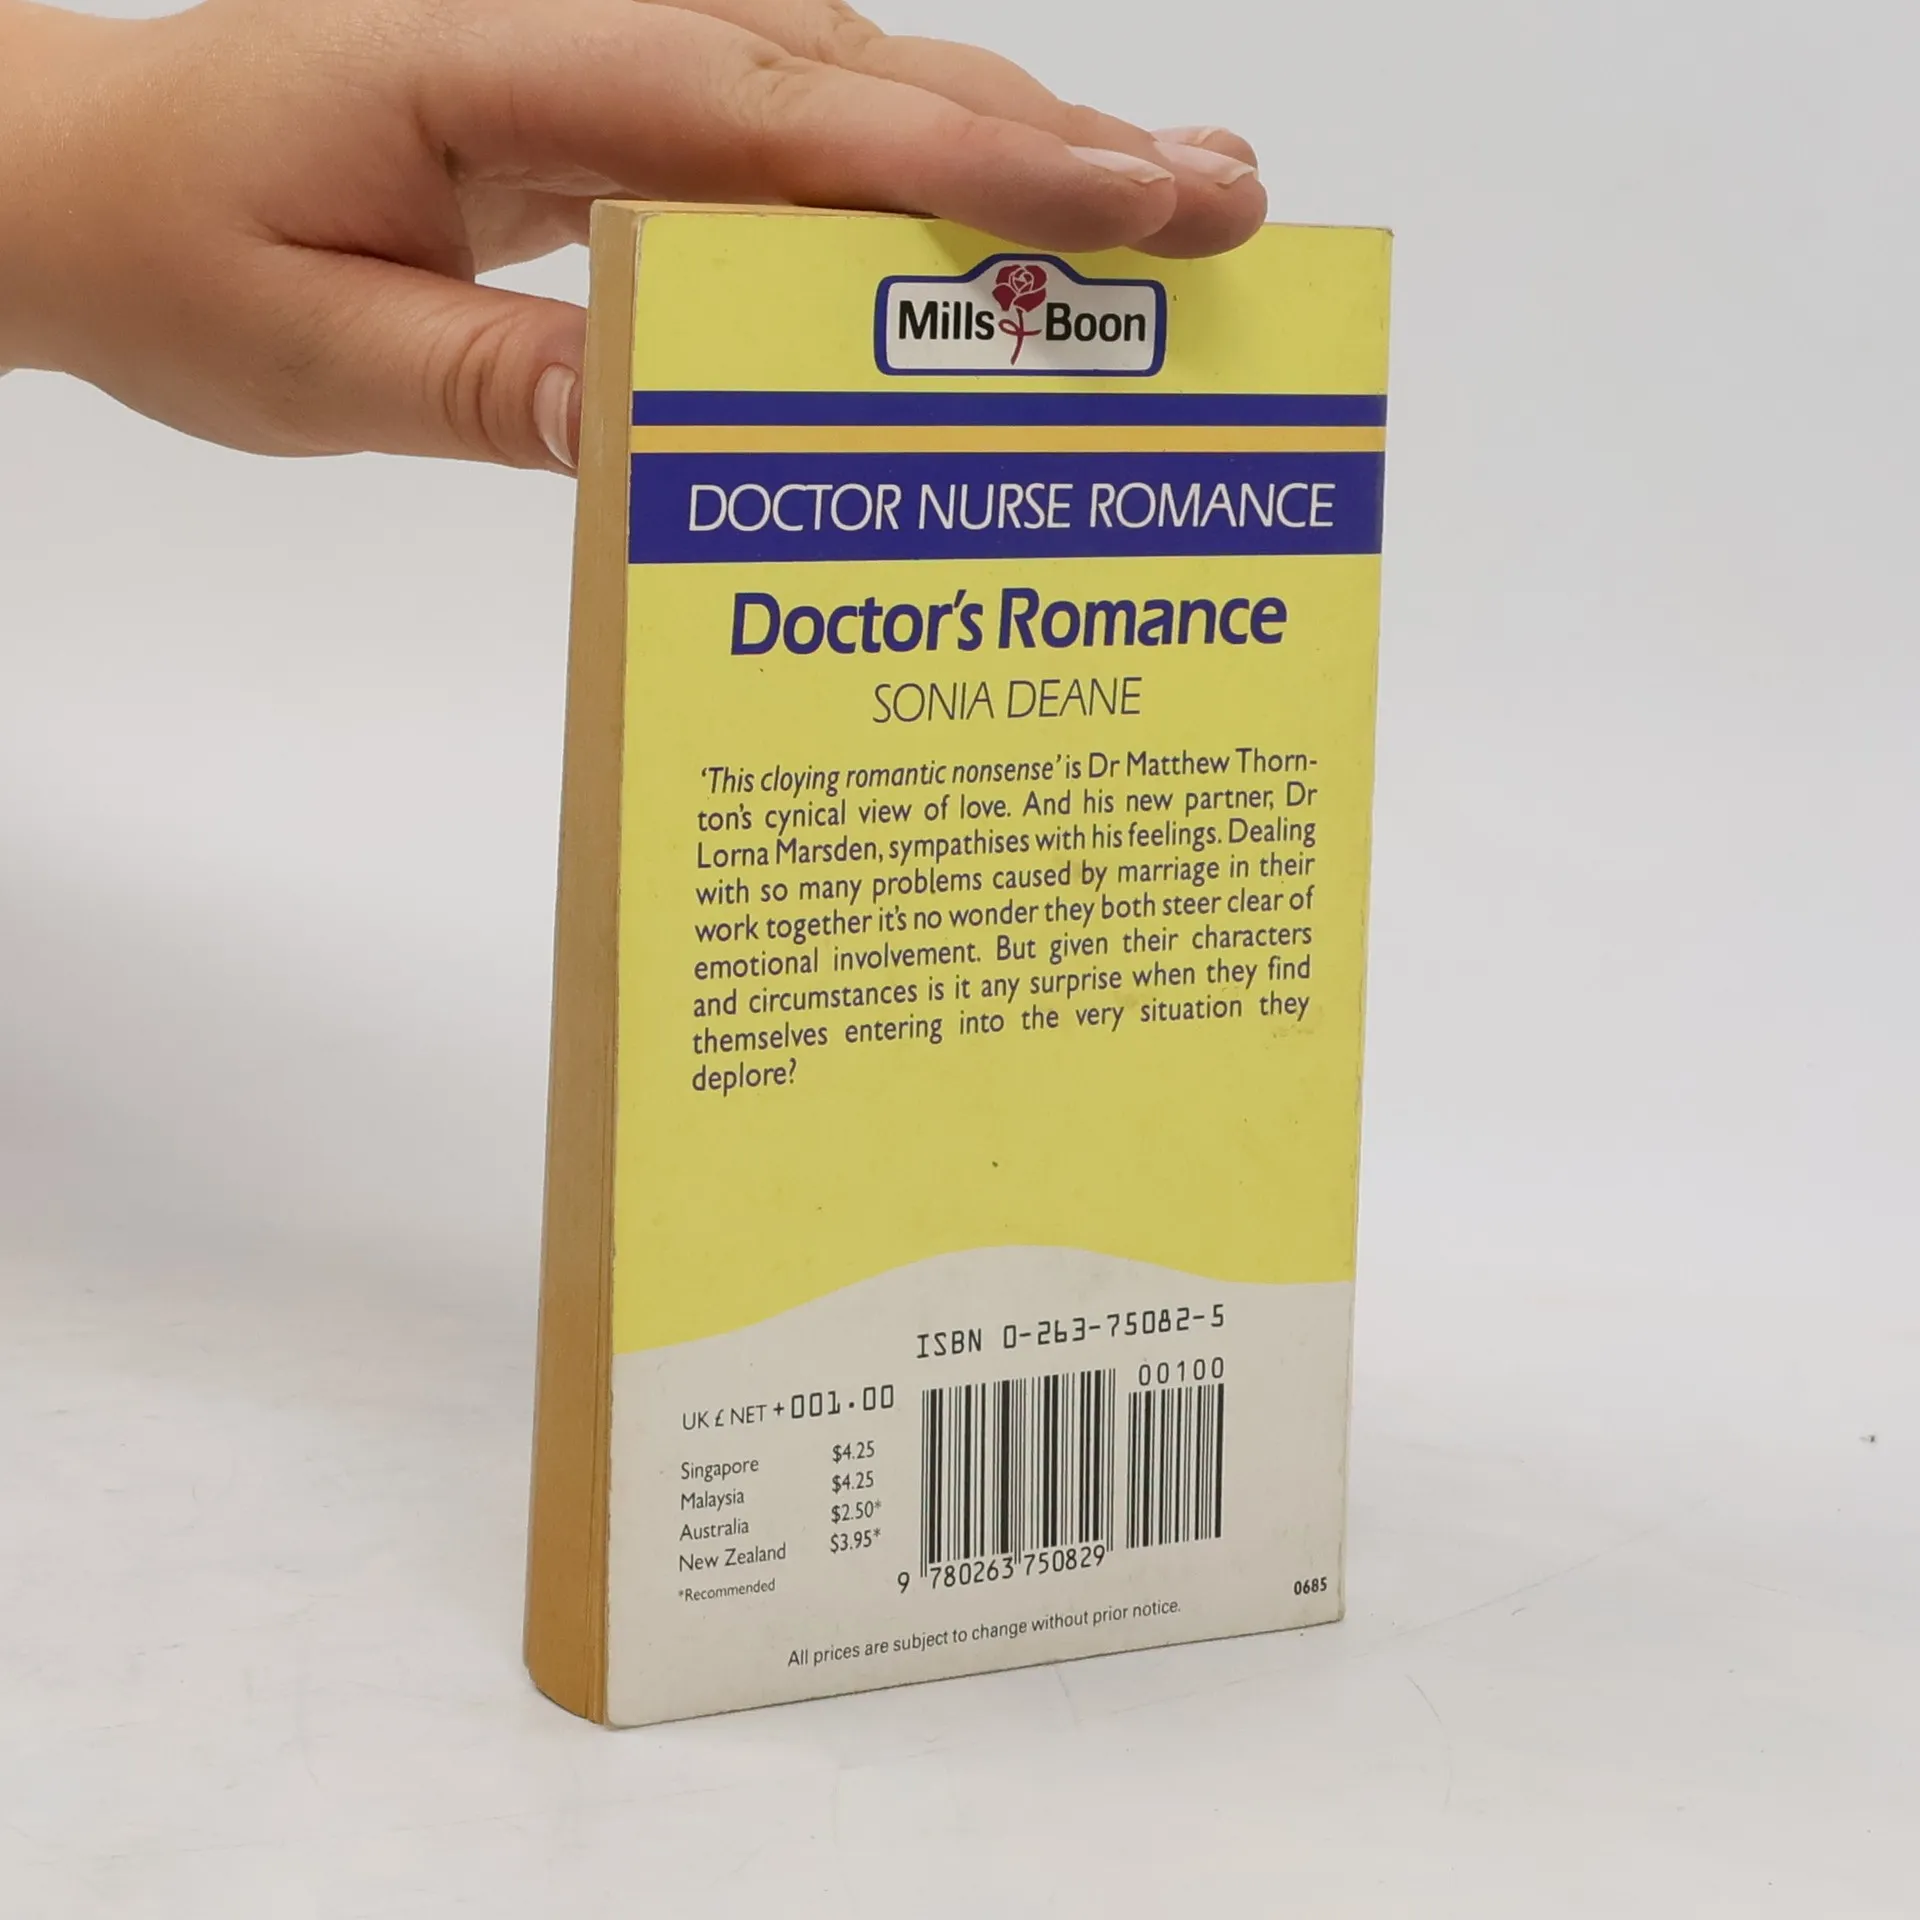 Mills & Boon
DOCTOR NURSE ROMANCE
Doctor's Romance
SONIA DEANE
'This cloying romantic nonsense' is Dr Matthew Thorn-
ton's cynical view of love. And his new partner, Dr
Lorna Marsden, sympathises with his feelings. Dealing
with so many problems caused by marriage in their
work together it's no wonder they both steer clear of
emotional involvement. But given their characters
and circumstances is it any surprise when they find
themselves entering into the very situation they
deplore?
ISBN 0-263-75082-5
00100
UK £ NET +001.00
Singapore $4.25
Malaysia $4.25
Australia $2.50*
New Zealand $3.95*
*Recommended
9 780263 750829
0685
All prices are subject to change without prior notice.